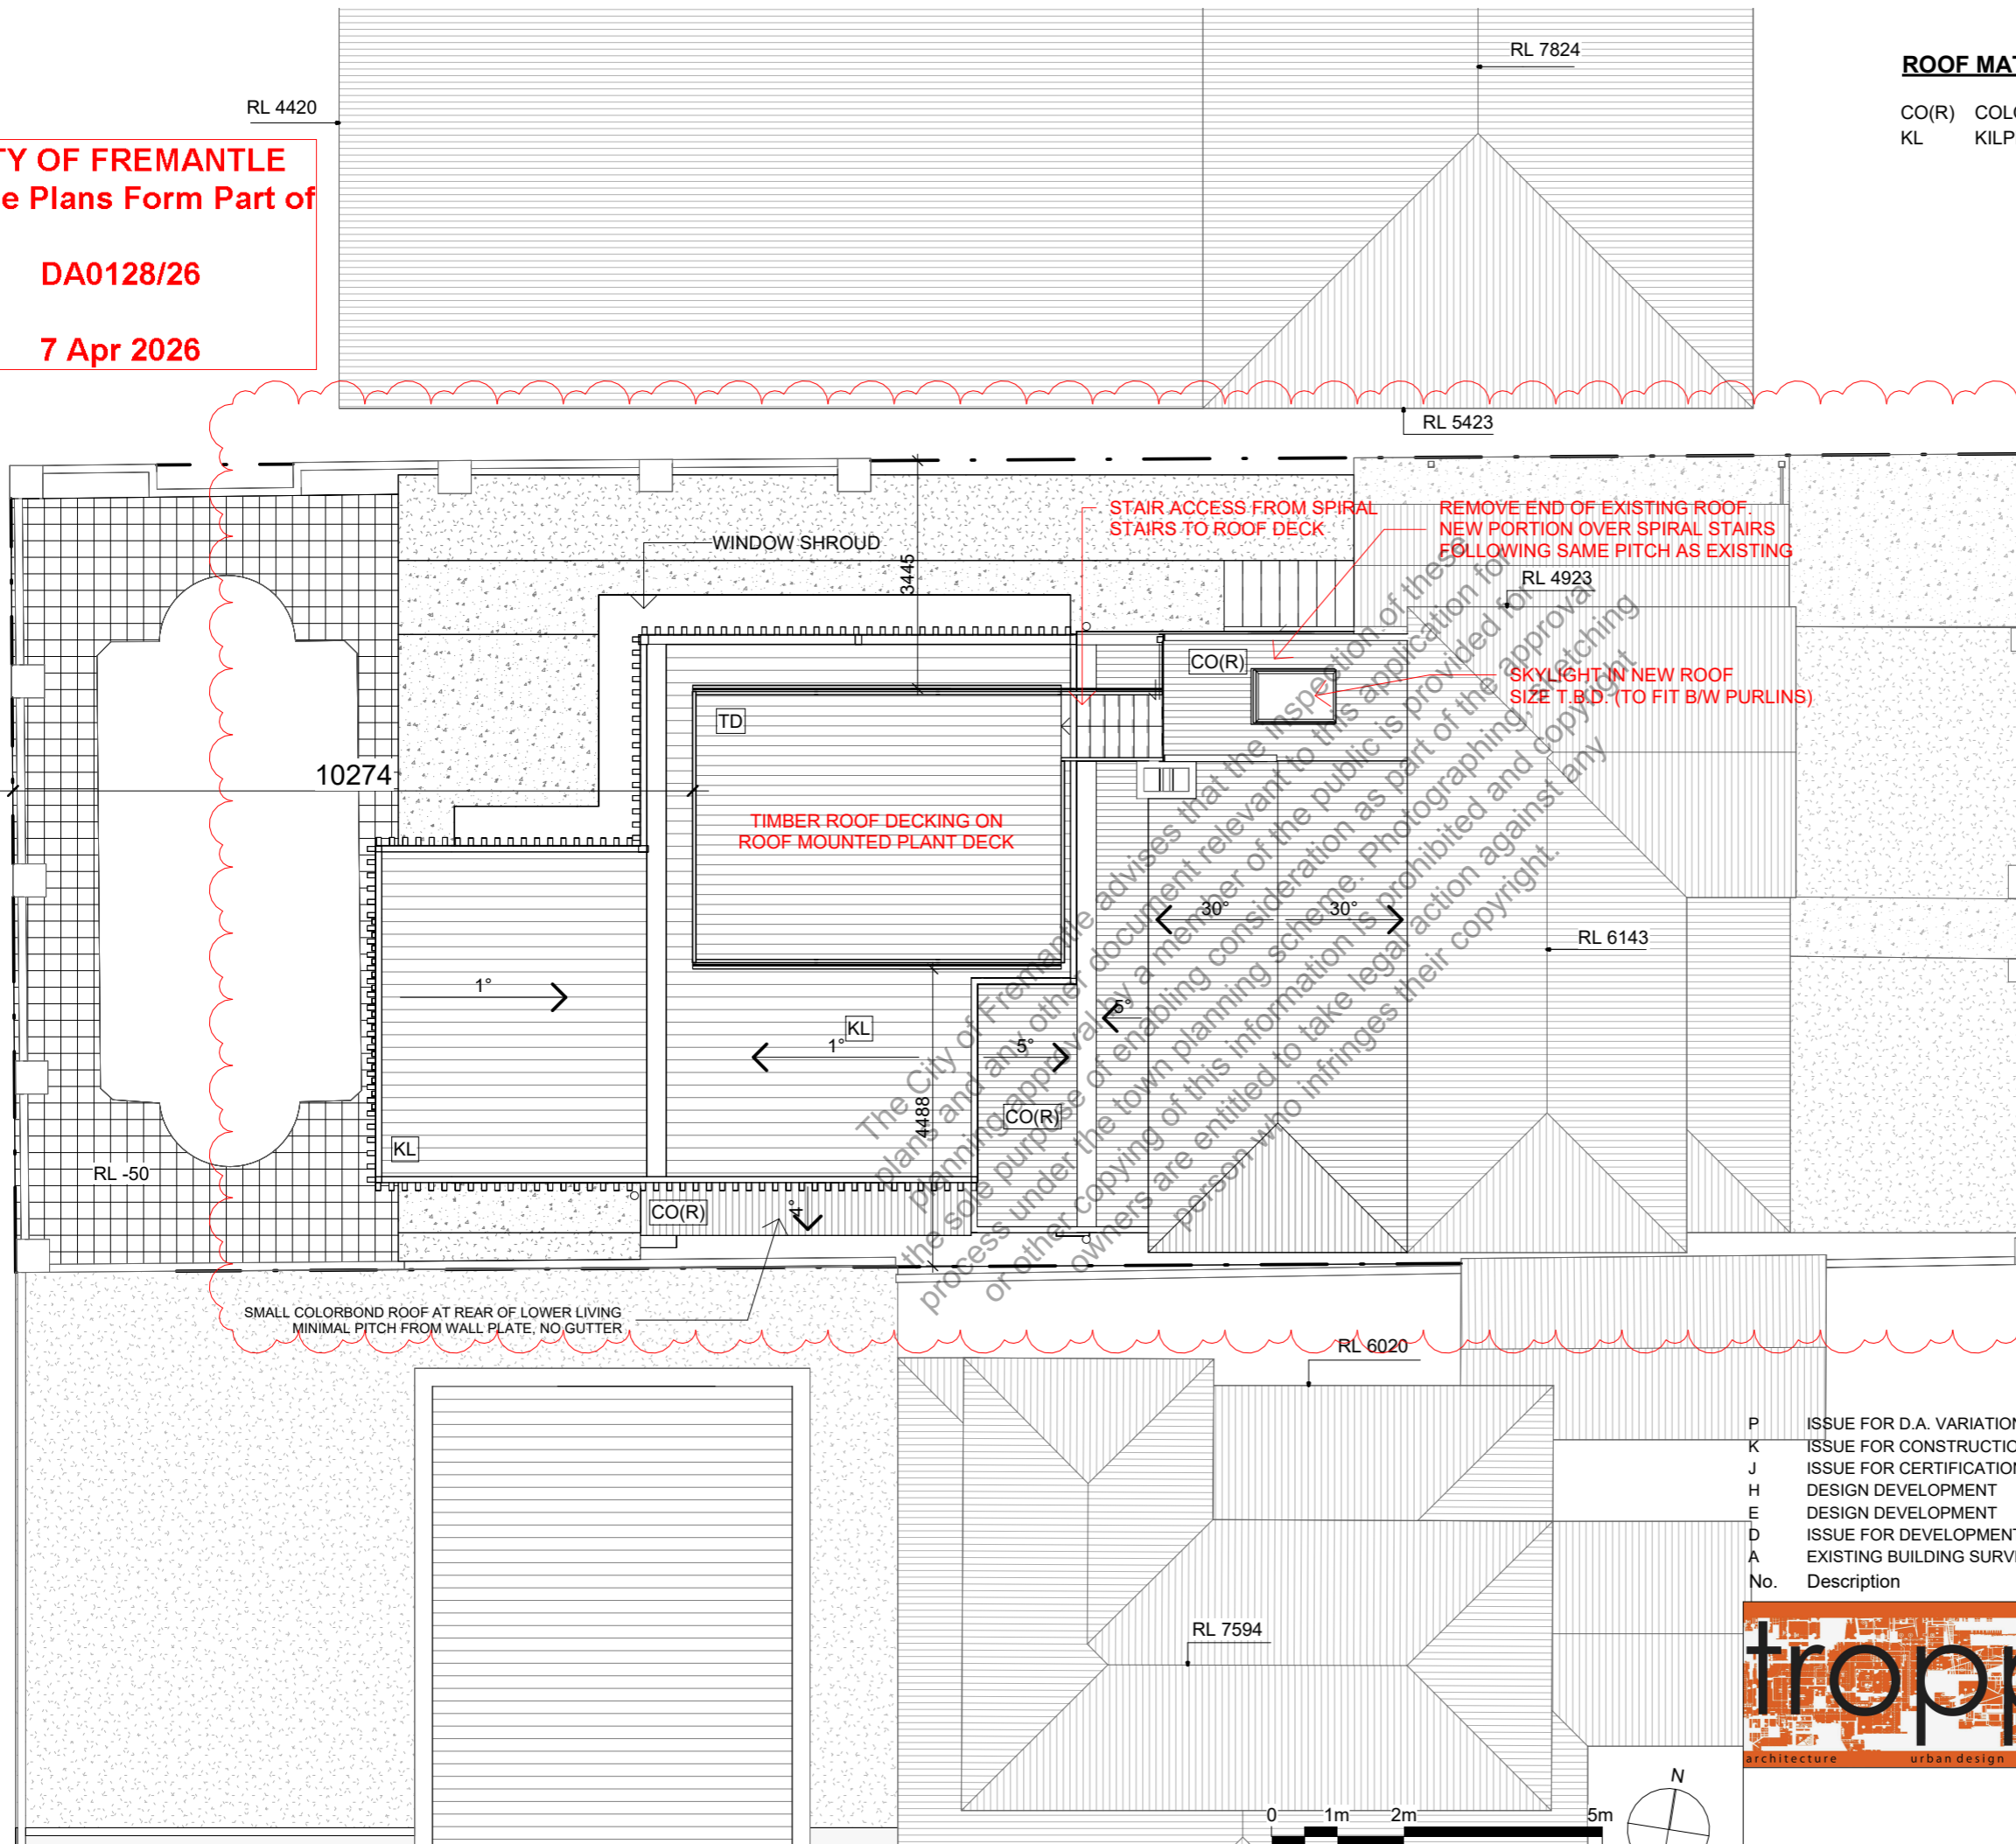 RL 7824
ROOF MAT
RL 4420
CO(R) COLO
KL KILP
TY OF FREMANTLE
e Plans Form Part of
DA0128/26
7 Apr 2026
RL 5423
STAIR ACCESS FROM SPIRAL
STAIRS TO ROOF DECK
REMOVE END OF EXISTING ROOF.
NEW PORTION OVER SPIRAL STAIRS
FOLLOWING SAME PITCH AS EXISTING
WINDOW SHROUD
3445
RL 4923
CO(R)
SKYLIGHT IN NEW ROOF
SIZE T.B.D. (TO FIT B/W PURLINS)
TD
10274
TIMBER ROOF DECKING ON
ROOF MOUNTED PLANT DECK
30°
30°
RL 6143
1°
5°
KL
1°
5°
4488
CO(R)
KL
RL -50
CO(R)
4°
The City of Fremantle advises that the inspection of these
plans and any other document relevant to this application for
planning approval by a member of the public is provided for
the sole purpose of enabling consideration as part of the approval
process under the town planning scheme. Photographing, sketching
or other copying of this information is prohibited and copyright
owners are entitled to take legal action against any
person who infringes their copyright.
SMALL COLORBOND ROOF AT REAR OF LOWER LIVING
MINIMAL PITCH FROM WALL PLATE, NO GUTTER
RL 6020
P ISSUE FOR D.A. VARIATION
K ISSUE FOR CONSTRUCTIO
J ISSUE FOR CERTIFICATION
H DESIGN DEVELOPMENT
E DESIGN DEVELOPMENT
D ISSUE FOR DEVELOPMENT
A EXISTING BUILDING SURVE
No. Description
RL 7594
tropp
architecture urban design
N
0 1m 2m 5m